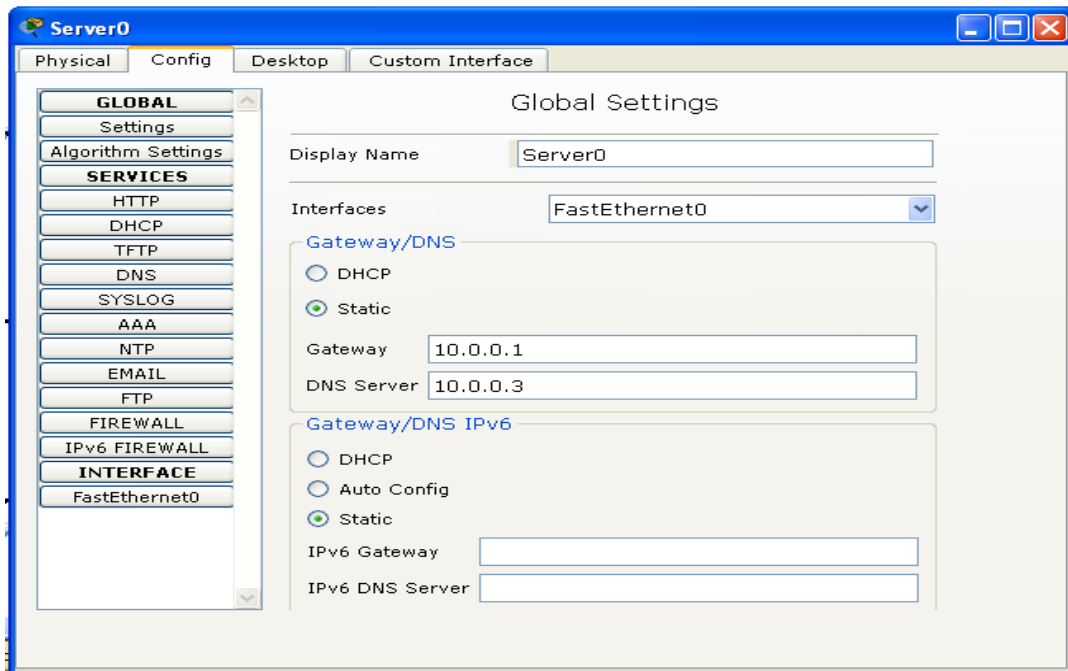 Server0
Physical Config Desktop Custom Interface
GLOBAL
Settings
Algorithm Settings
SERVICES
HTTP
DHCP
TFTP
DNS
SYSLOG
AAA
NTP
EMAIL
FTP
FIREWALL
IPv6 FIREWALL
INTERFACE
FastEthernet0
Global Settings
Display Name Server0
Interfaces FastEthernet0
Gateway/DNS
DHCP
Static
Gateway 10.0.0.1
DNS Server 10.0.0.3
Gateway/DNS IPv6
DHCP
Auto Config
Static
IPv6 Gateway
IPv6 DNS Server